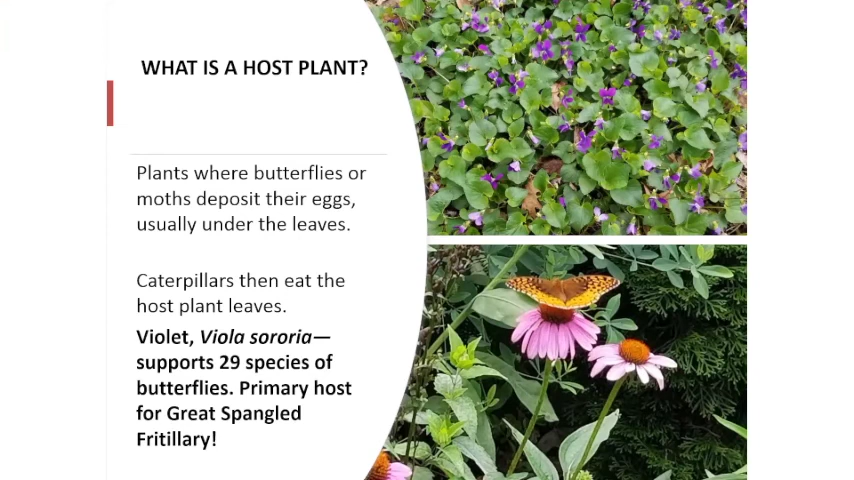 WHAT IS A HOST PLANT?
Plants where butterflies or
moths deposit their eggs,
usually under the leaves.
Caterpillars then eat the
host plant leaves.
Violet, Viola sororia—
supports 29 species of
butterflies. Primary host
for Great Spangled
Fritillary!